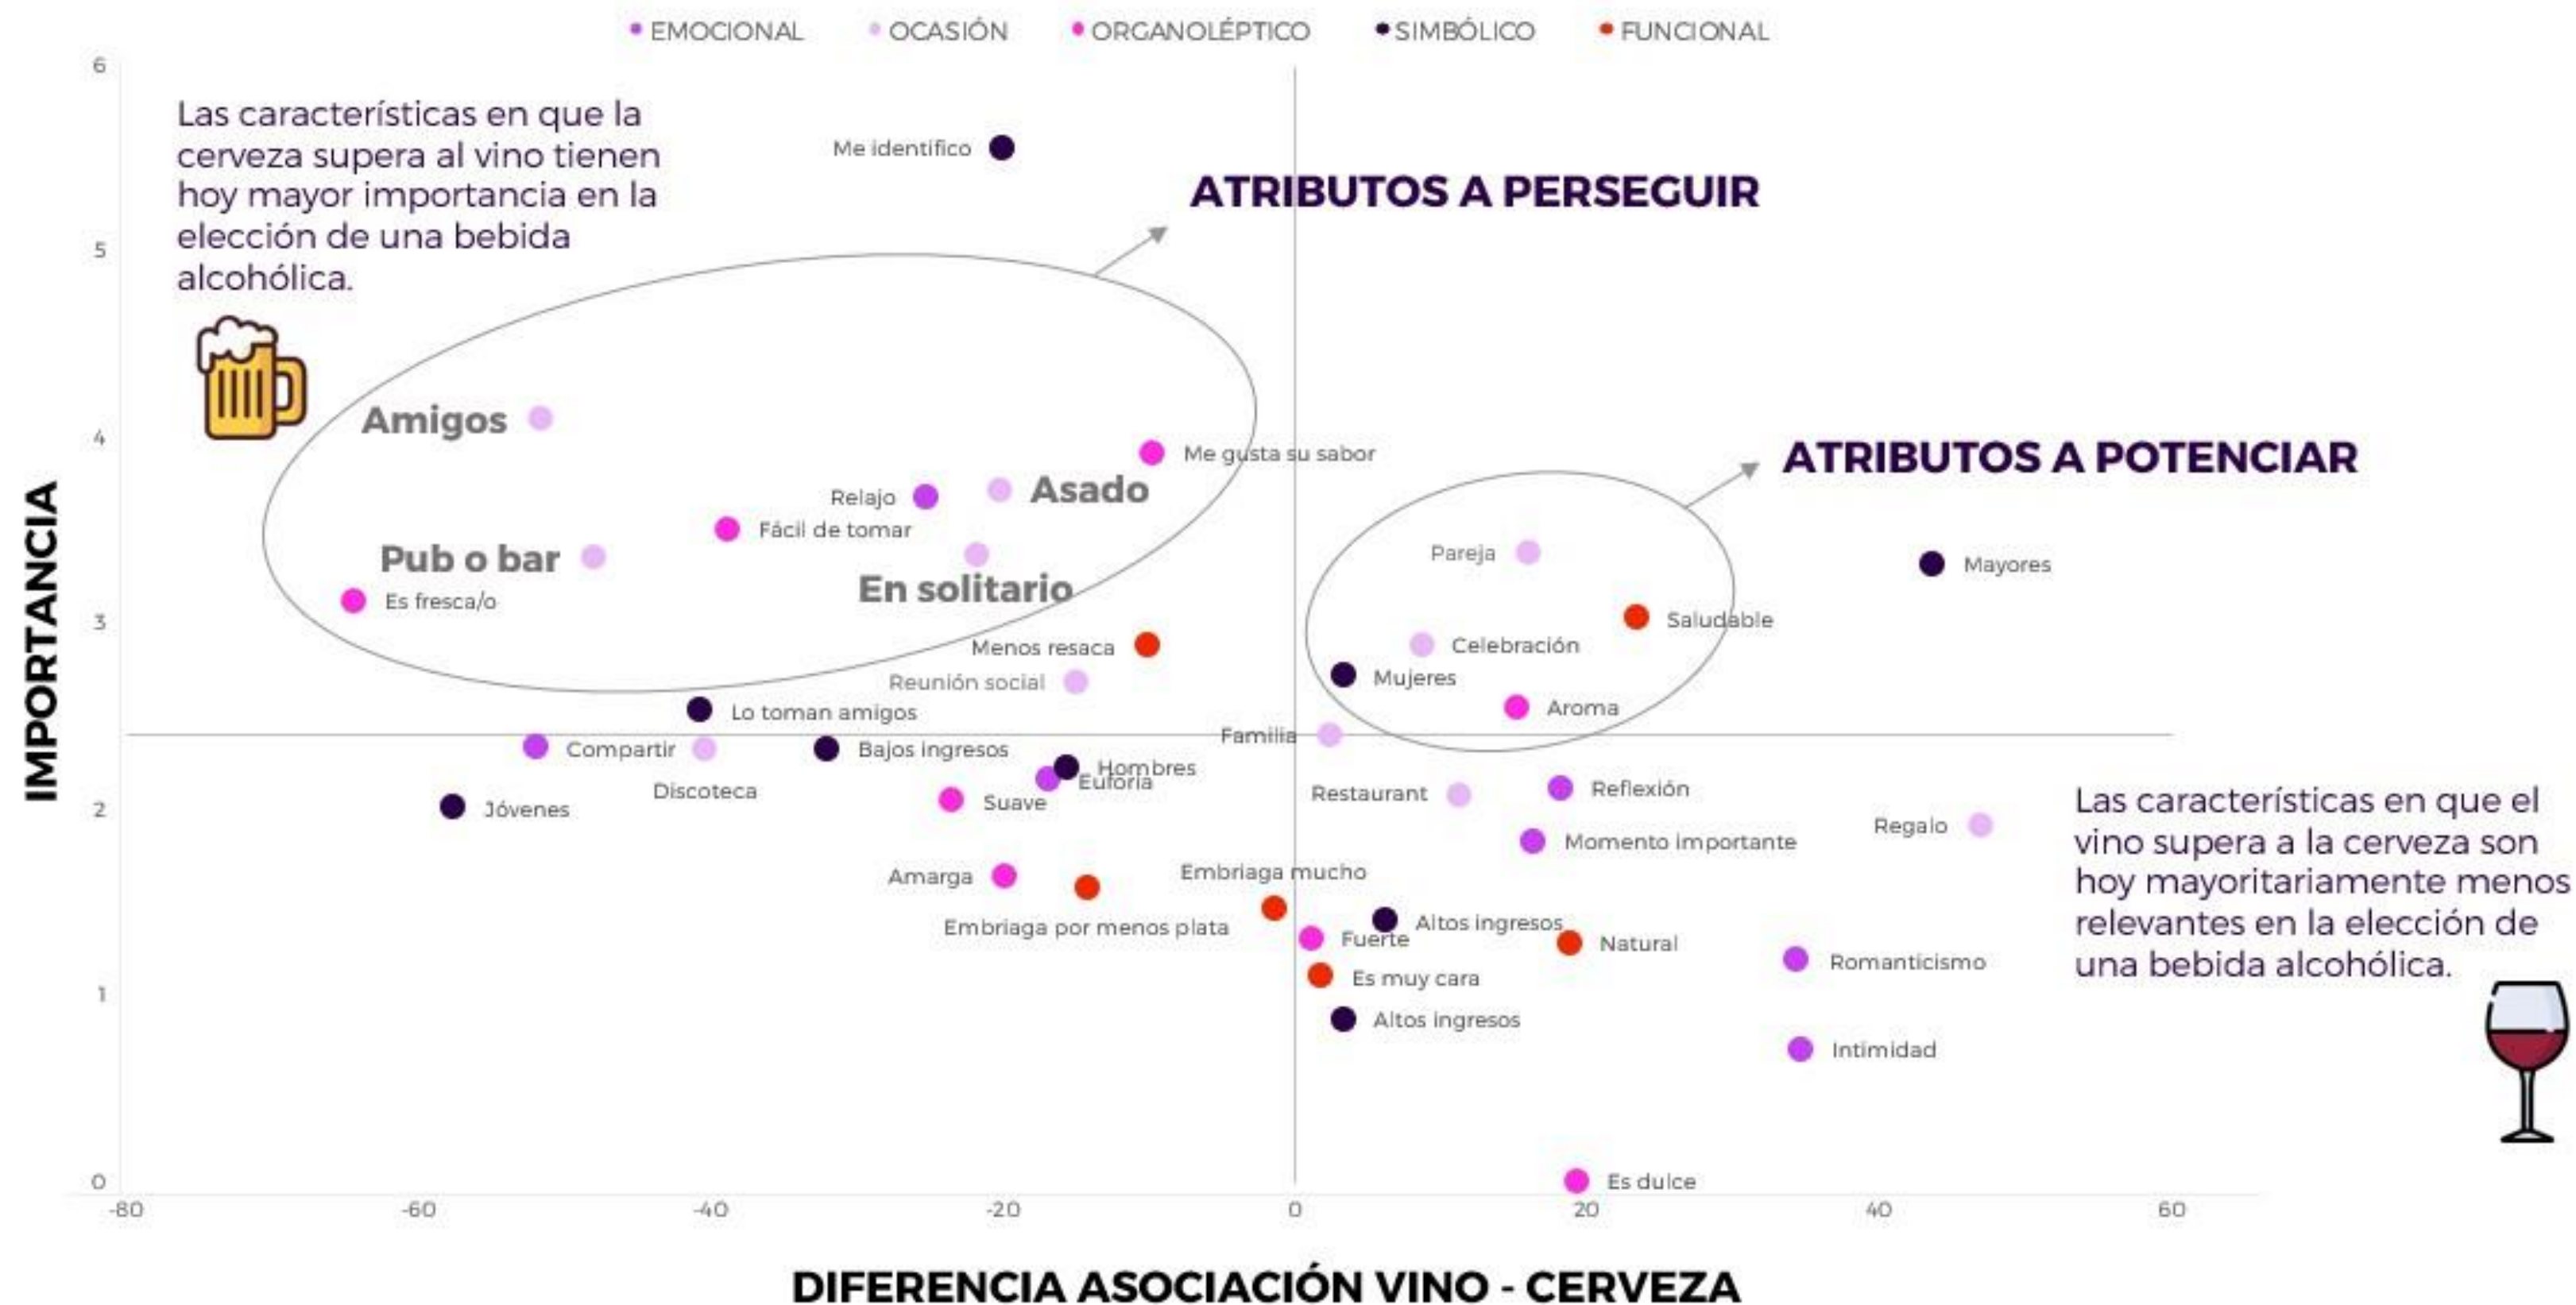 EMOCIONAL
OCASIÓN
ORGANOLÉPTICO
SIMBÓLICO
FUNCIONAL
6
Las características en que la
cerveza supera al vino tienen
hoy mayor importancia en la
elección de una bebida
alcohólica.
Me identifico
ATRIBUTOS A PERSEGUIR
5
Amigos
4
Me gusta su sabor
ATRIBUTOS A POTENCIAR
Relajo
Asado
Fácil de tomar
Pub o bar
En solitario
Pareja
Mayores
Es fresca/o
3
Saludable
Menos resaca
Celebración
Reunión social
Mujeres
Lo toman amigos
Aroma
Familia
Compartir
Bajos ingresos
Hombres
Euforia
Discoteca
Suave
Jóvenes
2
Restaurant
Reflexión
Regalo
Momento importante
Las características en que el
vino supera a la cerveza son
hoy mayoritariamente menos
relevantes en la elección de
una bebida alcohólica.
Amarga
Embriaga mucho
Embriaga por menos plata
Altos ingresos
Fuerte
Natural
Romanticismo
Es muy cara
1
Altos ingresos
Intimidad
0
Es dulce
-80
-60
-40
-20
0
20
40
60
IMPORTANCIA
DIFERENCIA ASOCIACIÓN VINO - CERVEZA